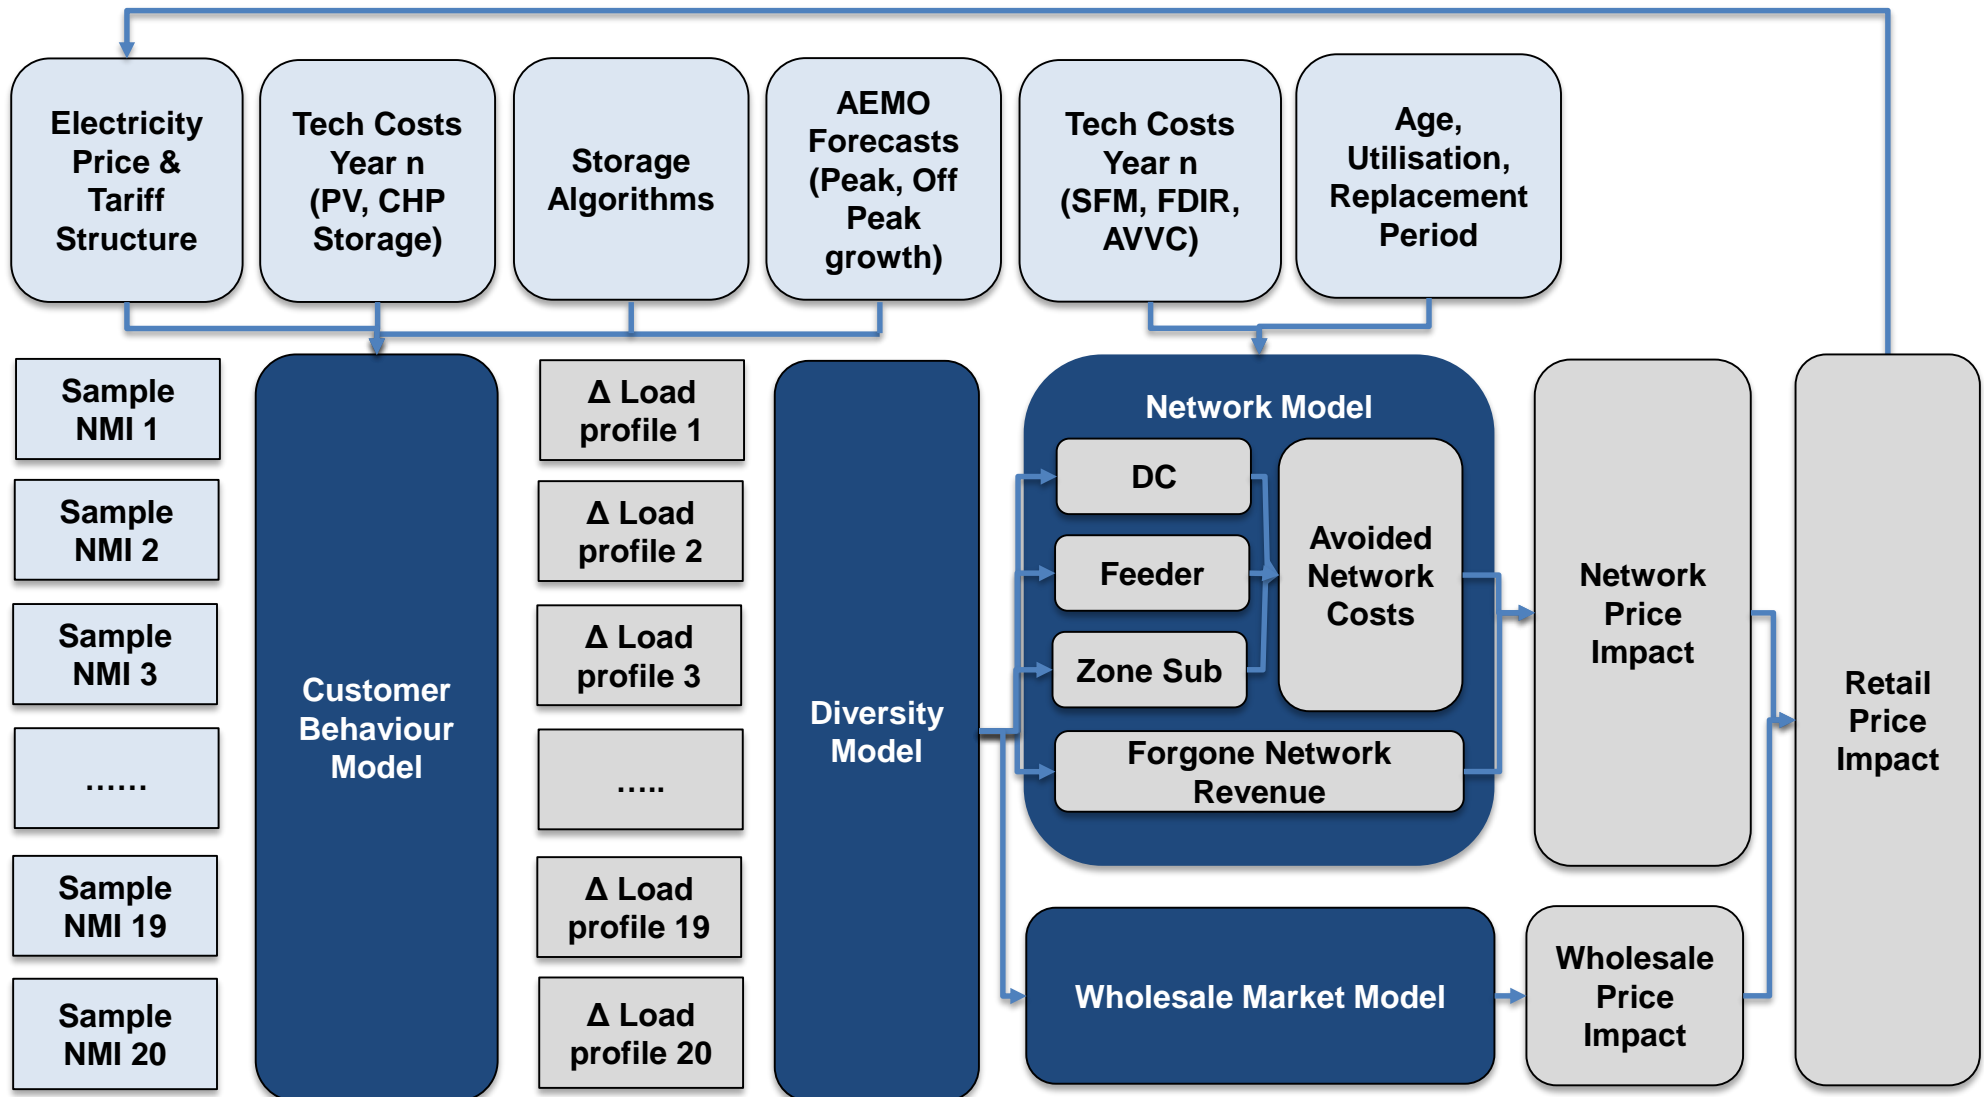 Electricity
Price &
Tariff
Structure
Tech Costs
Year n
(PV, CHP
Storage)
Storage
Algorithms
AEMO
Forecasts
(Peak, Off
Peak
growth)
Tech Costs
Year n
(SFM, FDIR,
AVVC)
Age,
Utilisation,
Replacement
Period
Sample
NMI 1
Sample
NMI 2
Sample
NMI 3
......
Sample
NMI 19
Sample
NMI 20
Customer
Behaviour
Model
Δ Load
profile 1
Δ Load
profile 2
Δ Load
profile 3
.....
Δ Load
profile 19
Δ Load
profile 20
Diversity
Model
Network Model
DC
Feeder
Zone Sub
Avoided
Network
Costs
Forgone Network
Revenue
Wholesale Market Model
Network
Price
Impact
Wholesale
Price
Impact
Retail
Price
Impact